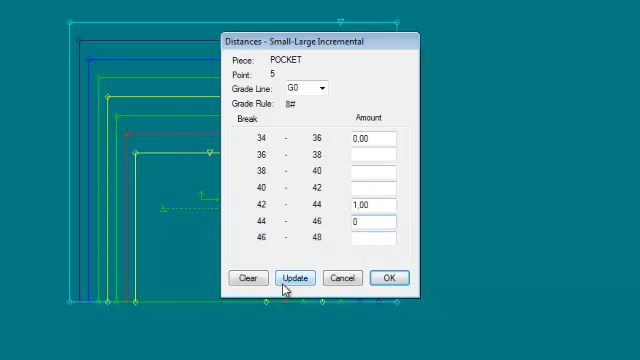 Distances - Small-Large Incremental
Piece: POCKET
Point: 5
Grade Line: G0
Grade Rule: 8#
Break Amount
34 - 36 0,00
36 - 38
38 - 40
40 - 42
42 - 44 1,00
44 - 46 0
46 - 48
Clear Update Cancel OK